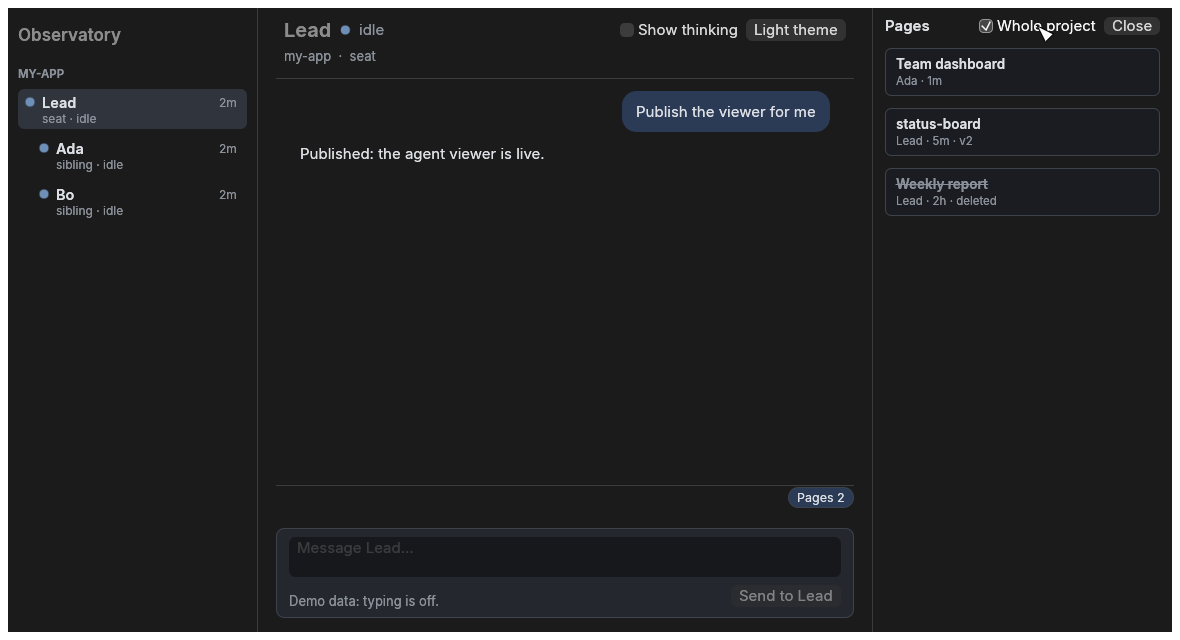 Observatory
MY-APP
Lead 2m
seat · idle
Ada 2m
sibling · idle
Bo 2m
sibling · idle
Lead idle
my-app · seat
Show thinking Light theme
Publish the viewer for me
Published: the agent viewer is live.
Pages 2
Message Lead...
Demo data: typing is off.
Send to Lead
Pages Whole project Close
Team dashboard
Ada · 1m
status-board
Lead · 5m · v2
Weekly report
Lead · 2h · deleted